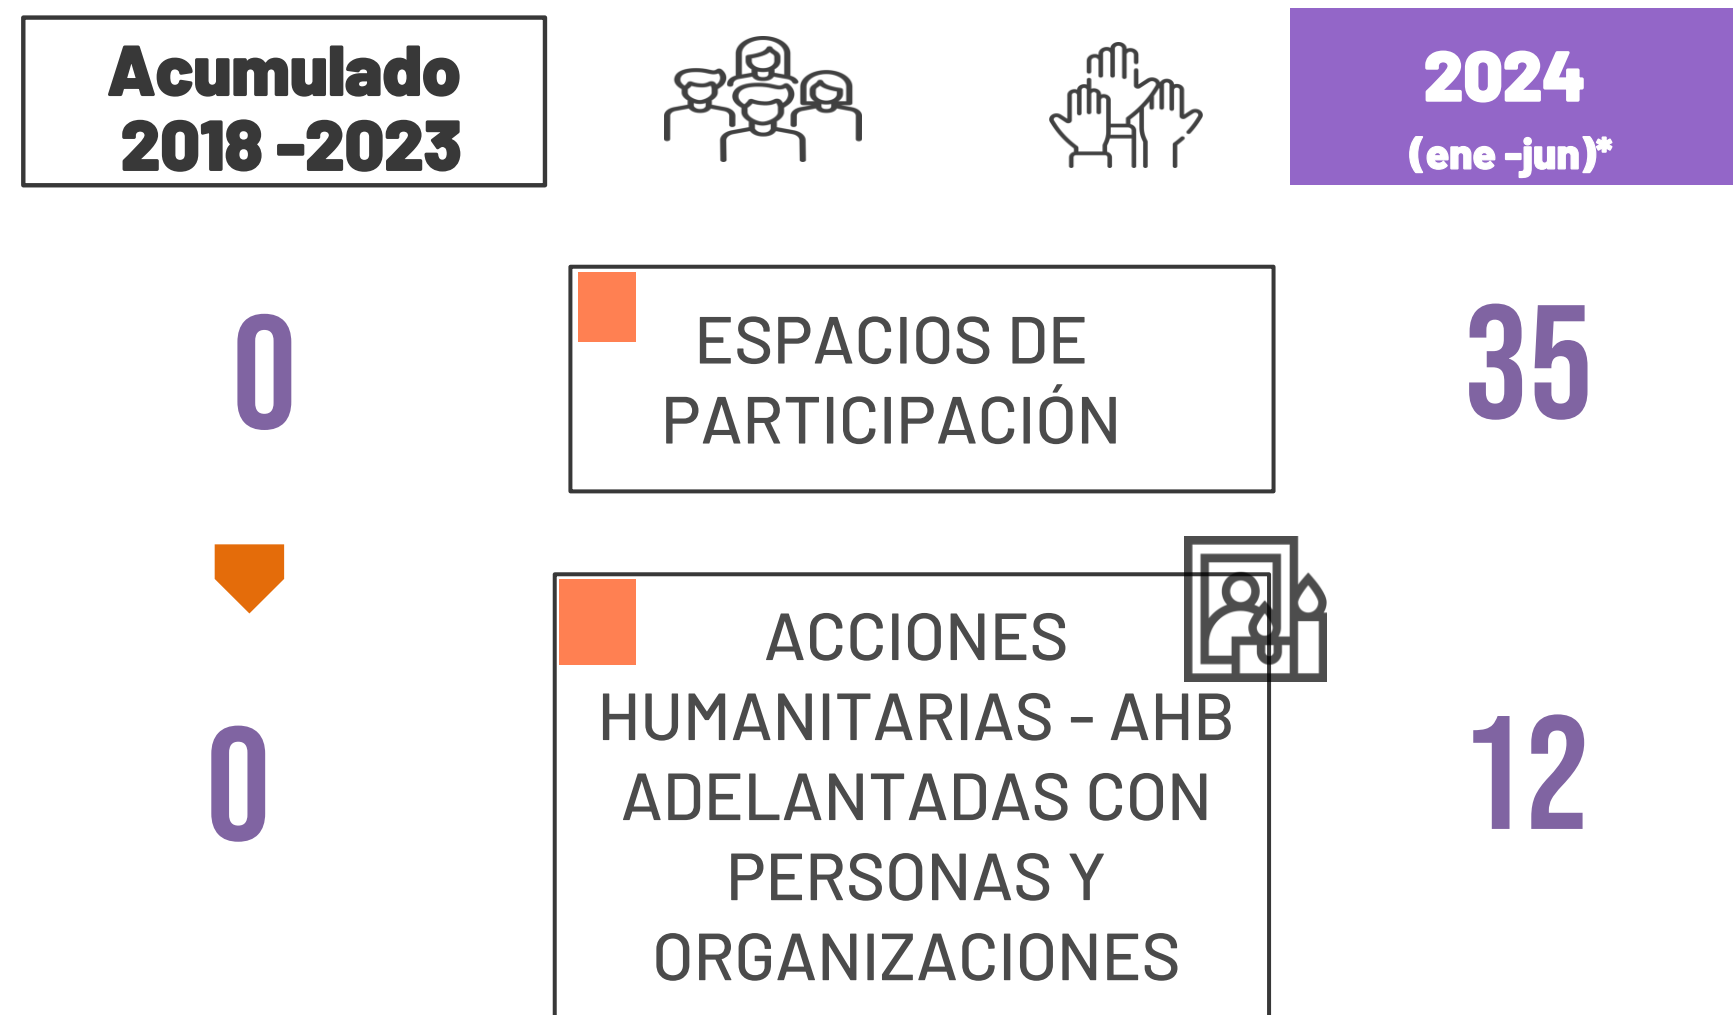 Acumulado
2018 -2023
2024
(ene -jun)*
0
ESPACIOS DE
PARTICIPACIÓN
35
0
ACCIONES
HUMANITARIAS - AHB
ADELANTADAS CON
PERSONAS Y
ORGANIZACIONES
12